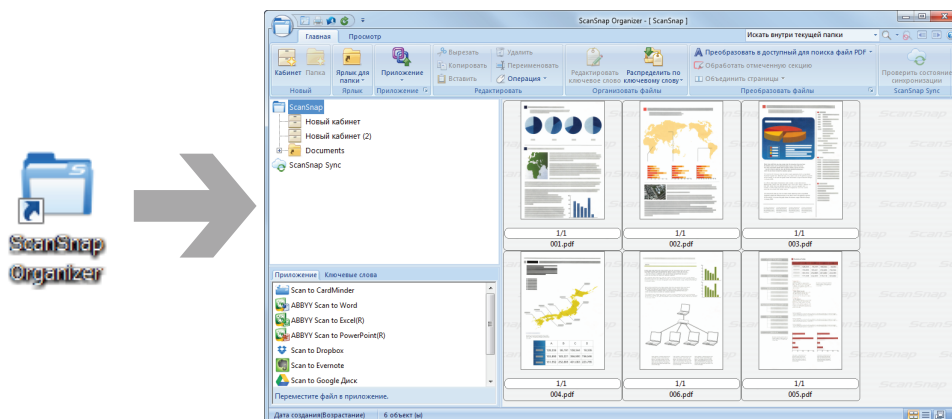 ScanSnap
Organizer
ScanSnap Organizer - [ ScanSnap ]
Главная Просмотр
Искать внутри текущей папки
Кабинет Папка
Новый
Ярлык для
папки
Ярлык
Приложение
Приложение
Вырезать
Копировать
Вставить
Удалить
Переименовать
Операция
Редактировать
Редактировать
ключевое слово
Распределить по
ключевому слову
Организовать файлы
Преобразовать в доступный для поиска файл PDF
Обработать отмеченную секцию
Объединить страницы
Преобразовать файлы
Проверить состояние
синхронизации
ScanSnap Sync
ScanSnap
Новый кабинет
Новый кабинет (2)
Documents
ScanSnap Sync
1/1 1/1 1/1
001.pdf 002.pdf 003.pdf
1/1 1/1 1/1
004.pdf 006.pdf 005.pdf
Приложение Ключевые слова
Scan to CardMinder
ABBYY Scan to Word
ABBYY Scan to Excel(R)
ABBYY Scan to PowerPoint(R)
Scan to Dropbox
Scan to Evernote
Scan to Google Диск
Переместите файл в приложение.
Дата создания(Возрастание) 6 объект (ы)